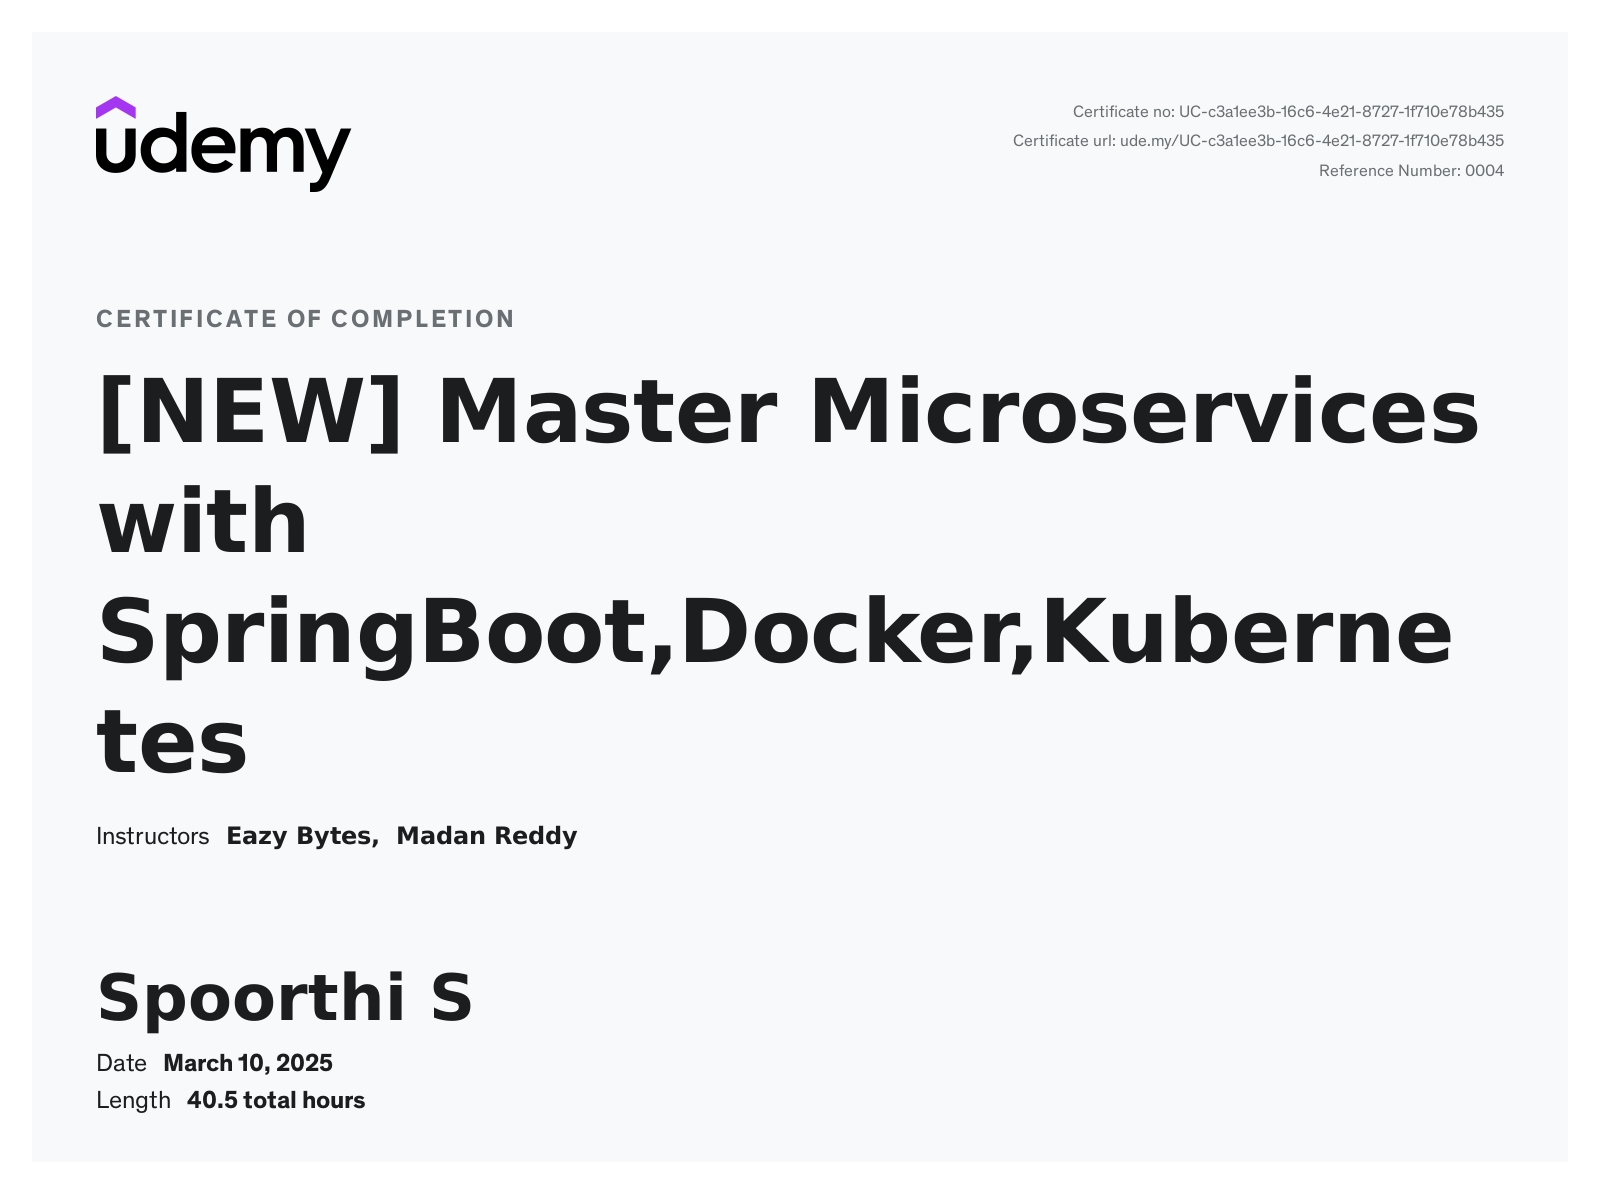 udemy
Certificate no: UC-c3a1ee3b-16c6-4e21-8727-1f710e78b435
Certificate url: ude.my/UC-c3a1ee3b-16c6-4e21-8727-1f710e78b435
Reference Number: 0004
CERTIFICATE OF COMPLETION
[NEW] Master Microservices
with
SpringBoot,Docker,Kuberne
tes
Instructors Eazy Bytes, Madan Reddy
Spoorthi S
Date March 10, 2025
Length 40.5 total hours